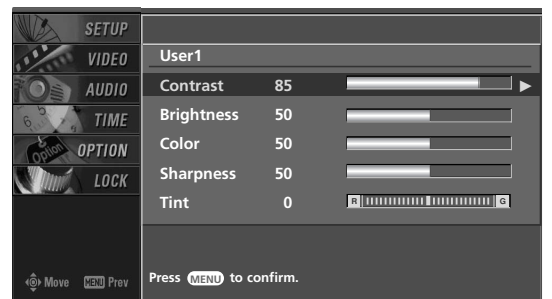 SETUP
VIDEO
AUDIO
TIME
Option OPTION
LOCK
User1
Contrast 85
Brightness 50
Color 50
Sharpness 50
Tint 0 R G
Move MENU Prev
Press MENU to confirm.